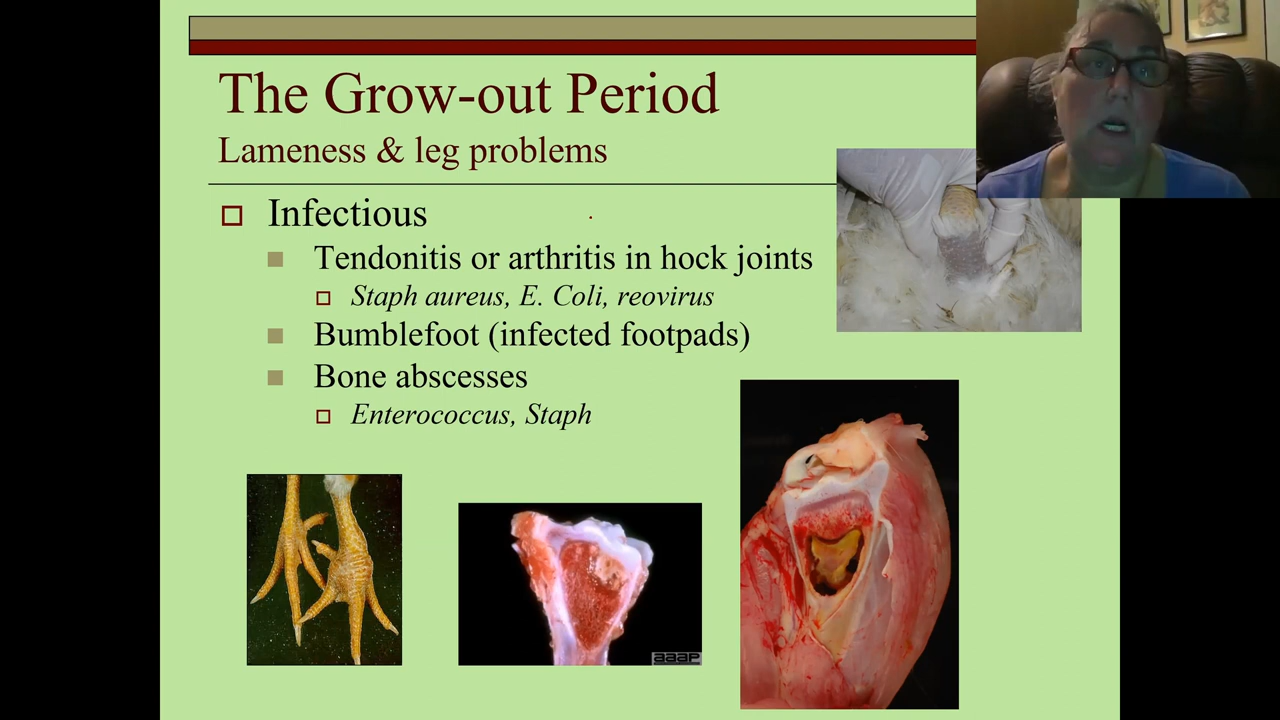 The Grow-out Period
Lameness & leg problems
Infectious
Tendonitis or arthritis in hock joints
Staph aureus, E. Coli, reovirus
Bumblefoot (infected footpads)
Bone abscesses
Enterococcus, Staph
aaap